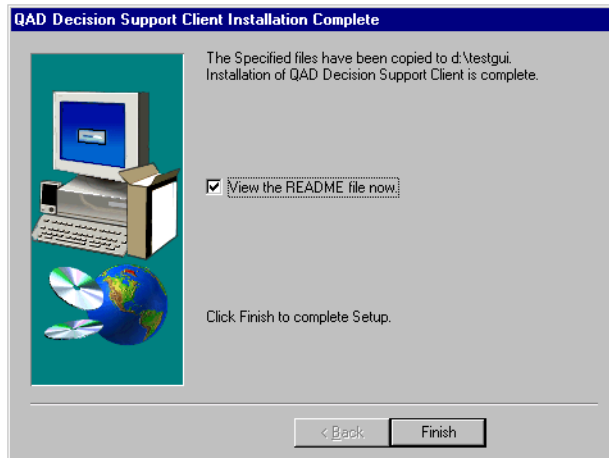 QAD Decision Support Client Installation Complete
The Specified files have been copied to d:\testgui.
Installation of QAD Decision Support Client is complete.
View the README file now.
Click Finish to complete Setup.
< Back
Finish